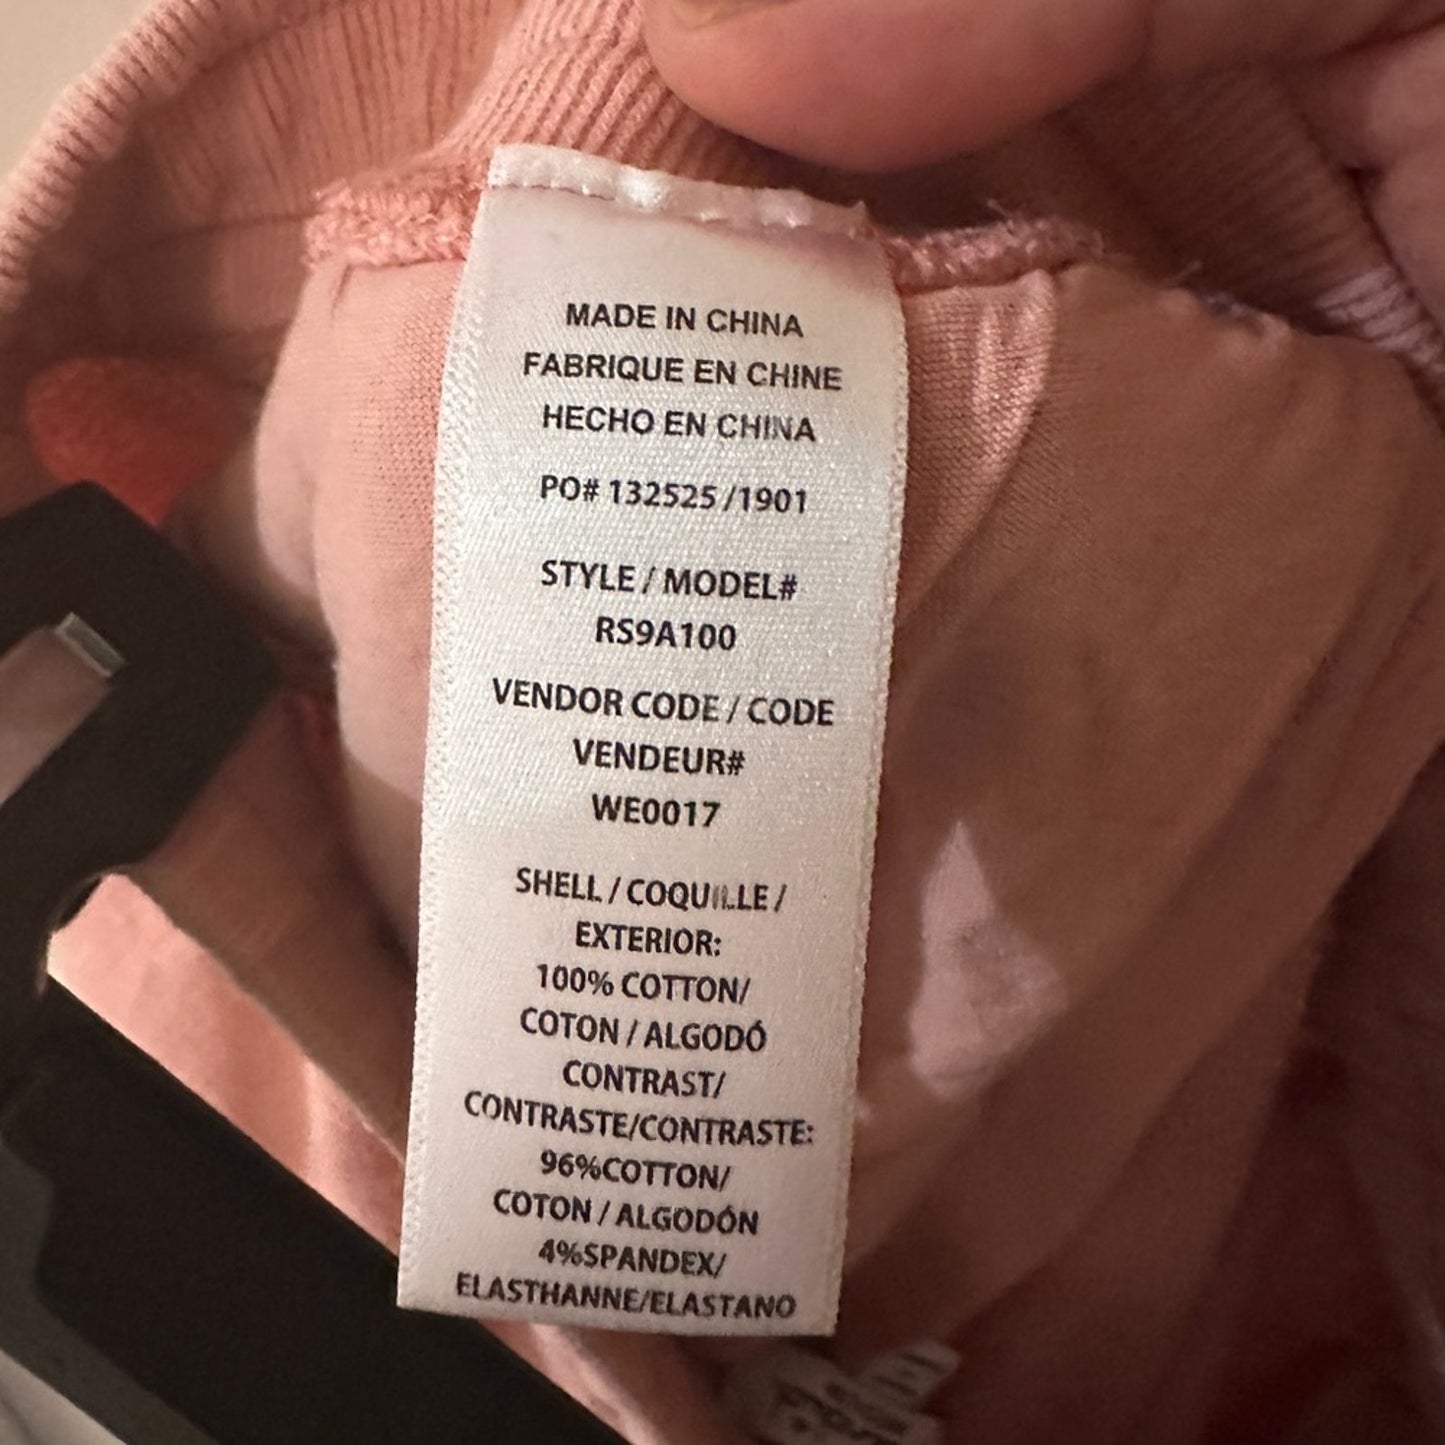 MADE IN CHINA
FABRIQUE EN CHINE
HECHO EN CHINA
PO# 132525 /1901
STYLE / MODEL#
RS9A100
VENDOR CODE / CODE
VENDEUR#
WE0017
SHELL / COQUILLE /
EXTERIOR:
100% COTTON/
COTON / ALGODÓ
CONTRAST/
CONTRASTE/CONTRASTE:
96%COTTON/
COTON / ALGODÓN
4%SPANDEX/
ELASTHANNE/ELASTANO